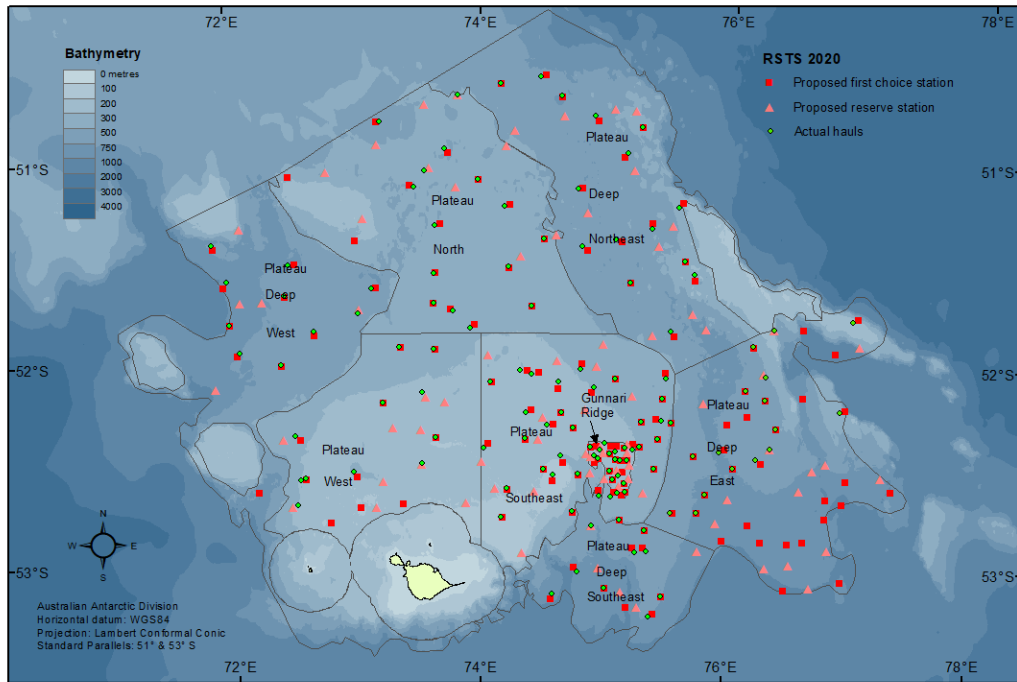 72°E
74°E
76°E
78°E
Bathymetry
0 metres
100
200
300
500
750
1000
2000
3000
4000
RSTS 2020
Proposed first choice station
Proposed reserve station
Actual hauls
51°S
51°S
Plateau
Deep
Northeast
Plateau
North
Plateau
Deep
West
52°S
52°S
Gunnari
Ridge
Plateau
Southeast
Plateau
Deep
East
Plateau
West
N
W
E
S
Plateau
Deep
Southeast
53°S
53°S
Australian Antarctic Division
Horizontal datum: WGS84
Projection: Lambert Conformal Conic
Standard Parallels: 51° & 53° S
72°E
74°E
76°E
78°E